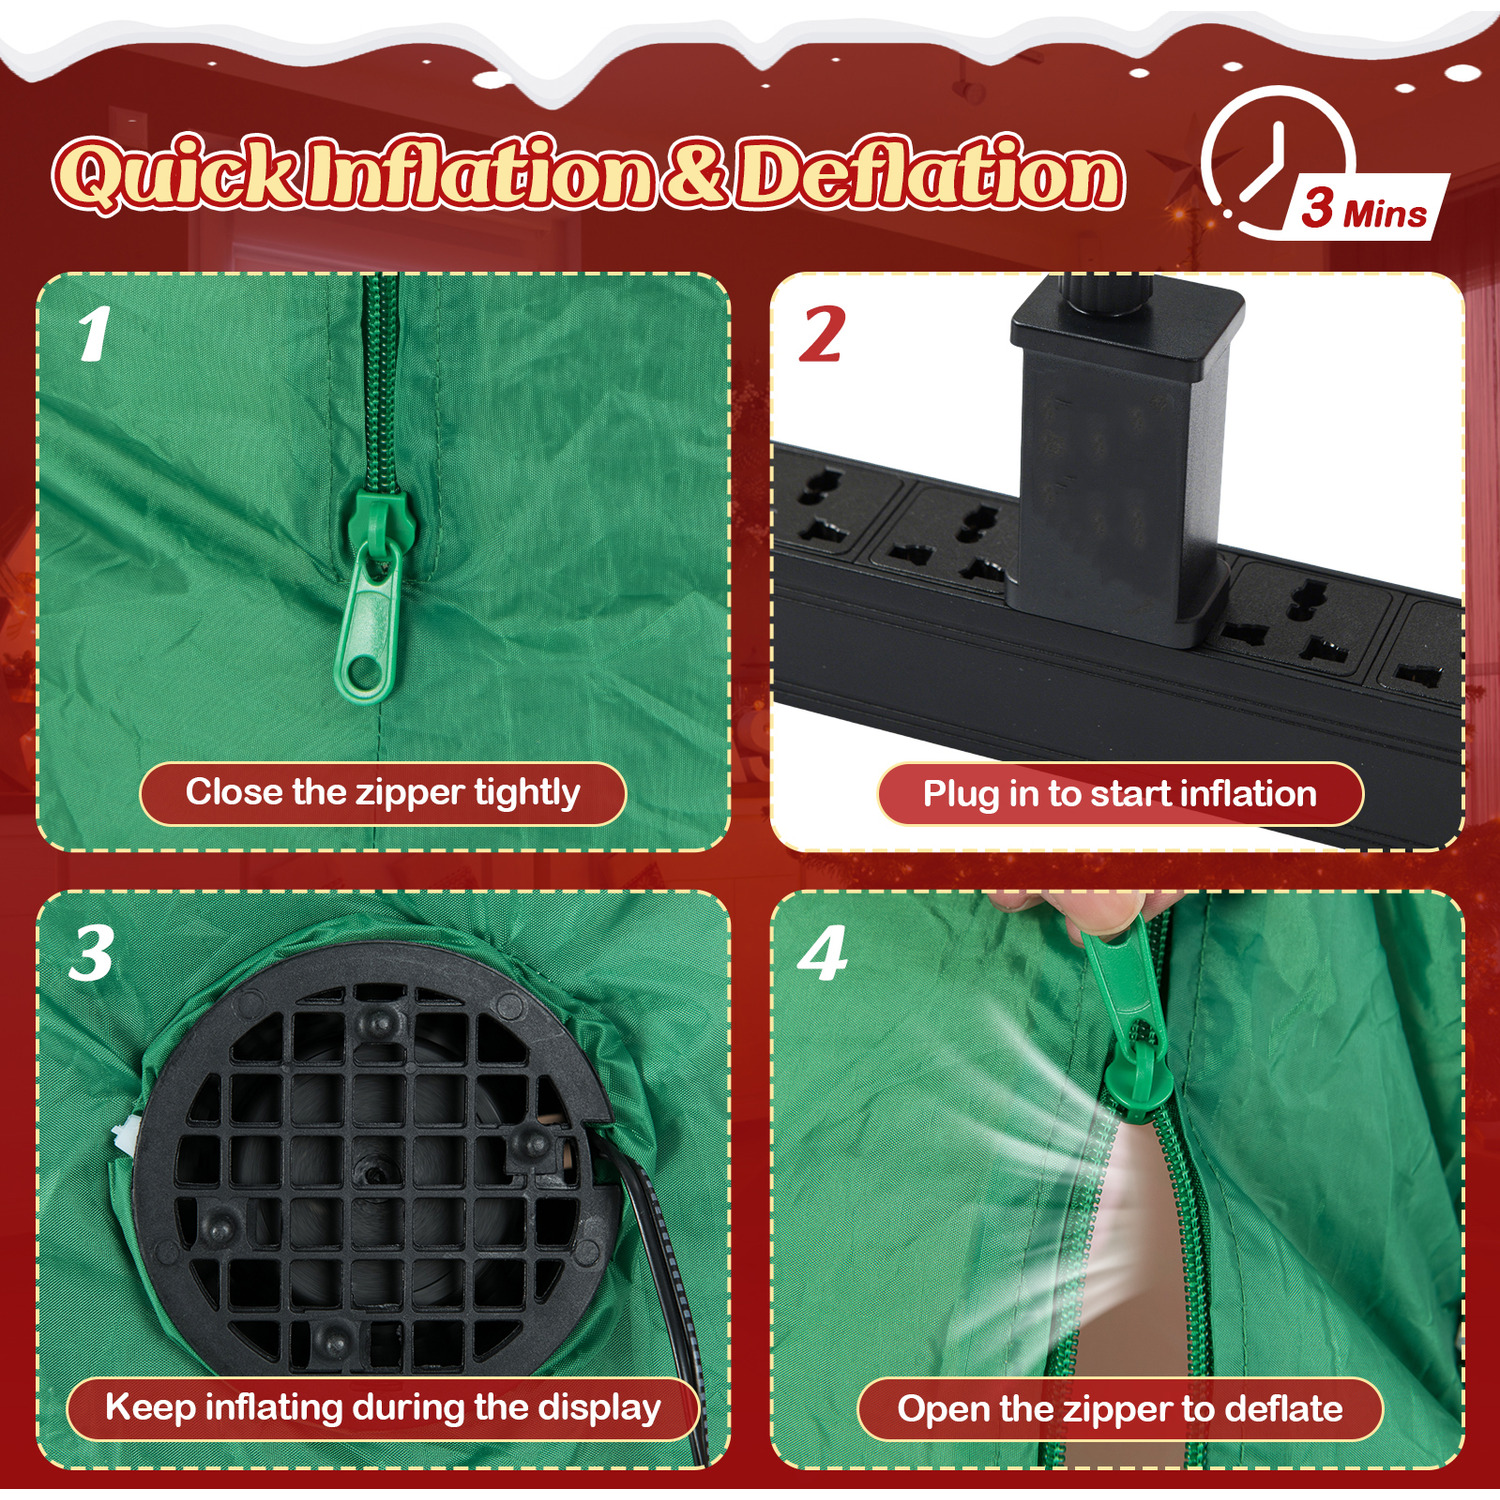 Quick Inflation & Deflation
3 Mins
1
Close the zipper tightly
2
Plug in to start inflation
3
Keep inflating during the display
4
Open the zipper to deflate